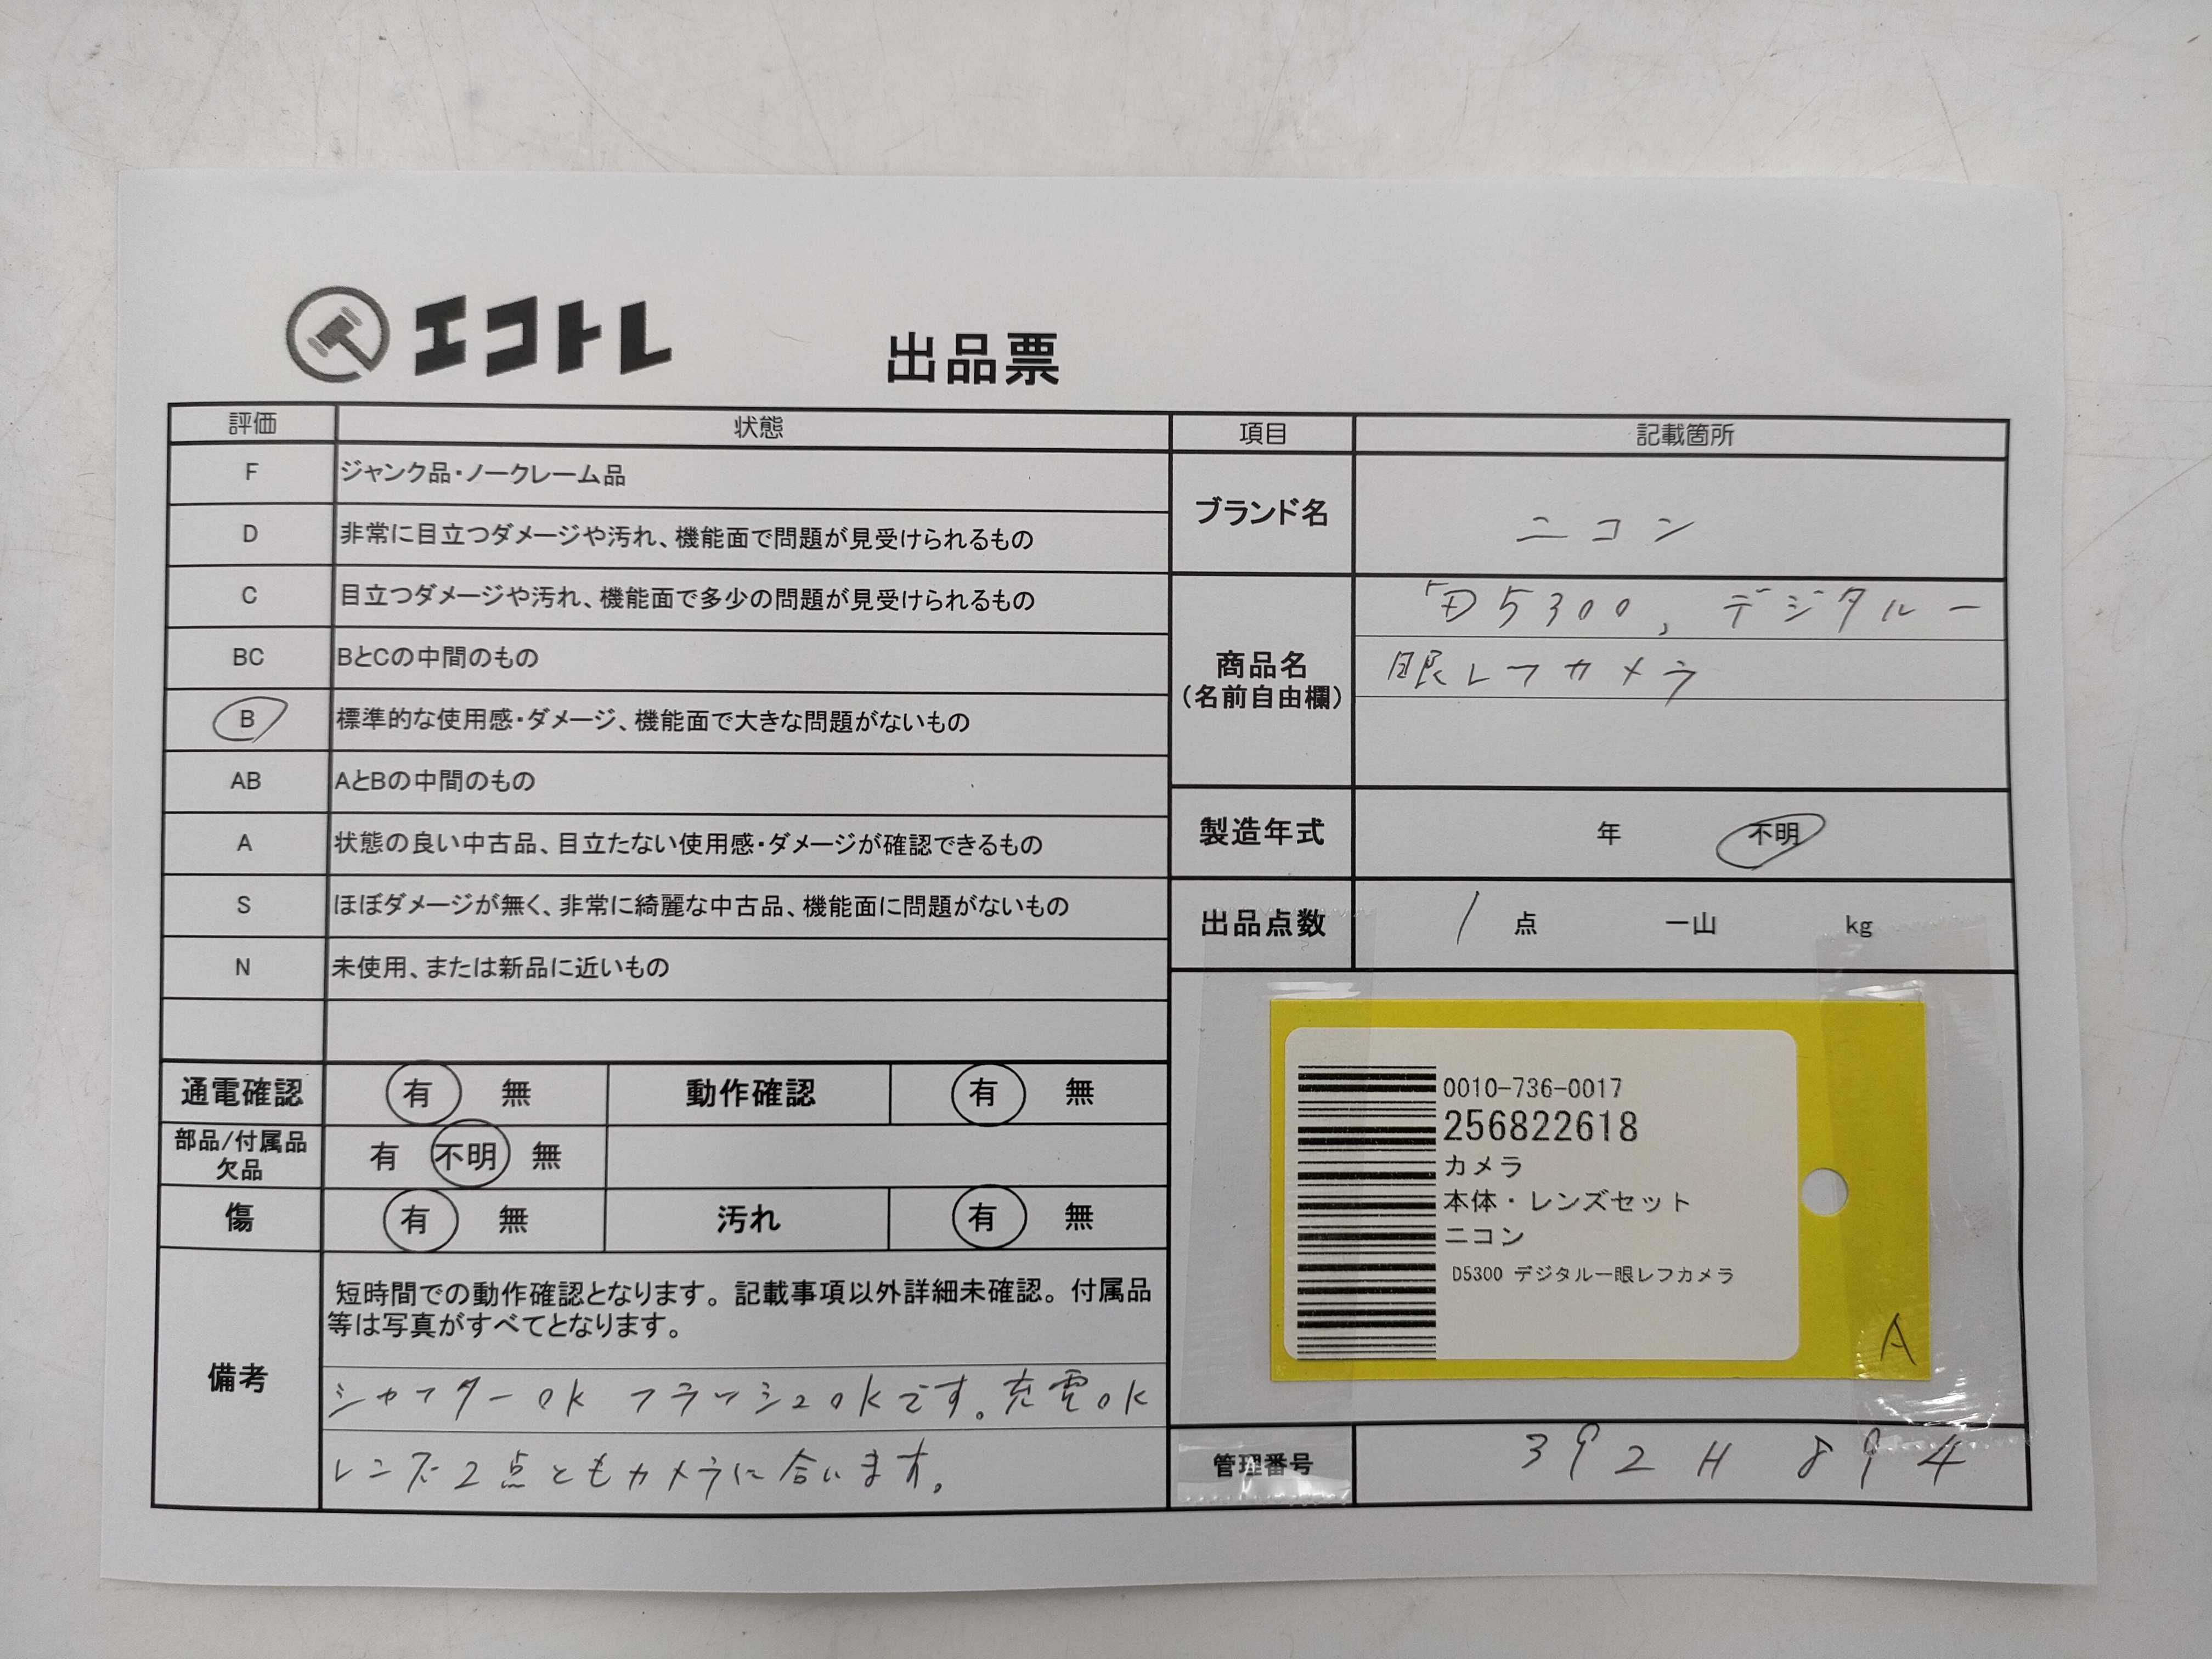 エコトレ
出品票
評価 状態
F ジャンク品・ノークレーム品
D 非常に目立つダメージや汚れ、機能面で問題が見受けられるもの
C 目立つダメージや汚れ、機能面で多少の問題が見受けられるもの
BC BとCの中間のもの
B 標準的な使用感・ダメージ、機能面で大きな問題がないもの
AB AとBの中間のもの
A 状態の良い中古品、目立たない使用感・ダメージが確認できるもの
S ほぼダメージが無く、非常に綺麗な中古品、機能面に問題がないもの
N 未使用、または新品に近いもの
通電確認 有 無 動作確認 有 無
部品/付属品
欠品 有 不明 無
傷 有 無 汚れ 有 無
備考
短時間での動作確認となります。記載事項以外詳細未確認。付属品
等は写真がすべてとなります。
シャッターok フラッシュokです。充電ok
レンズ2点ともカメラに合います。
項目 記載箇所
ブランド名 ニコン
商品名
(名前自由欄)
D5300, デジタル一
眼レフカメラ
製造年式 年 不明
出品点数 1 点 一山 kg
0010-736-0017
256822618
カメラ
本体・レンズセット
ニコン
D5300 デジタル一眼レフカメラ
A
管理番号 392H 894